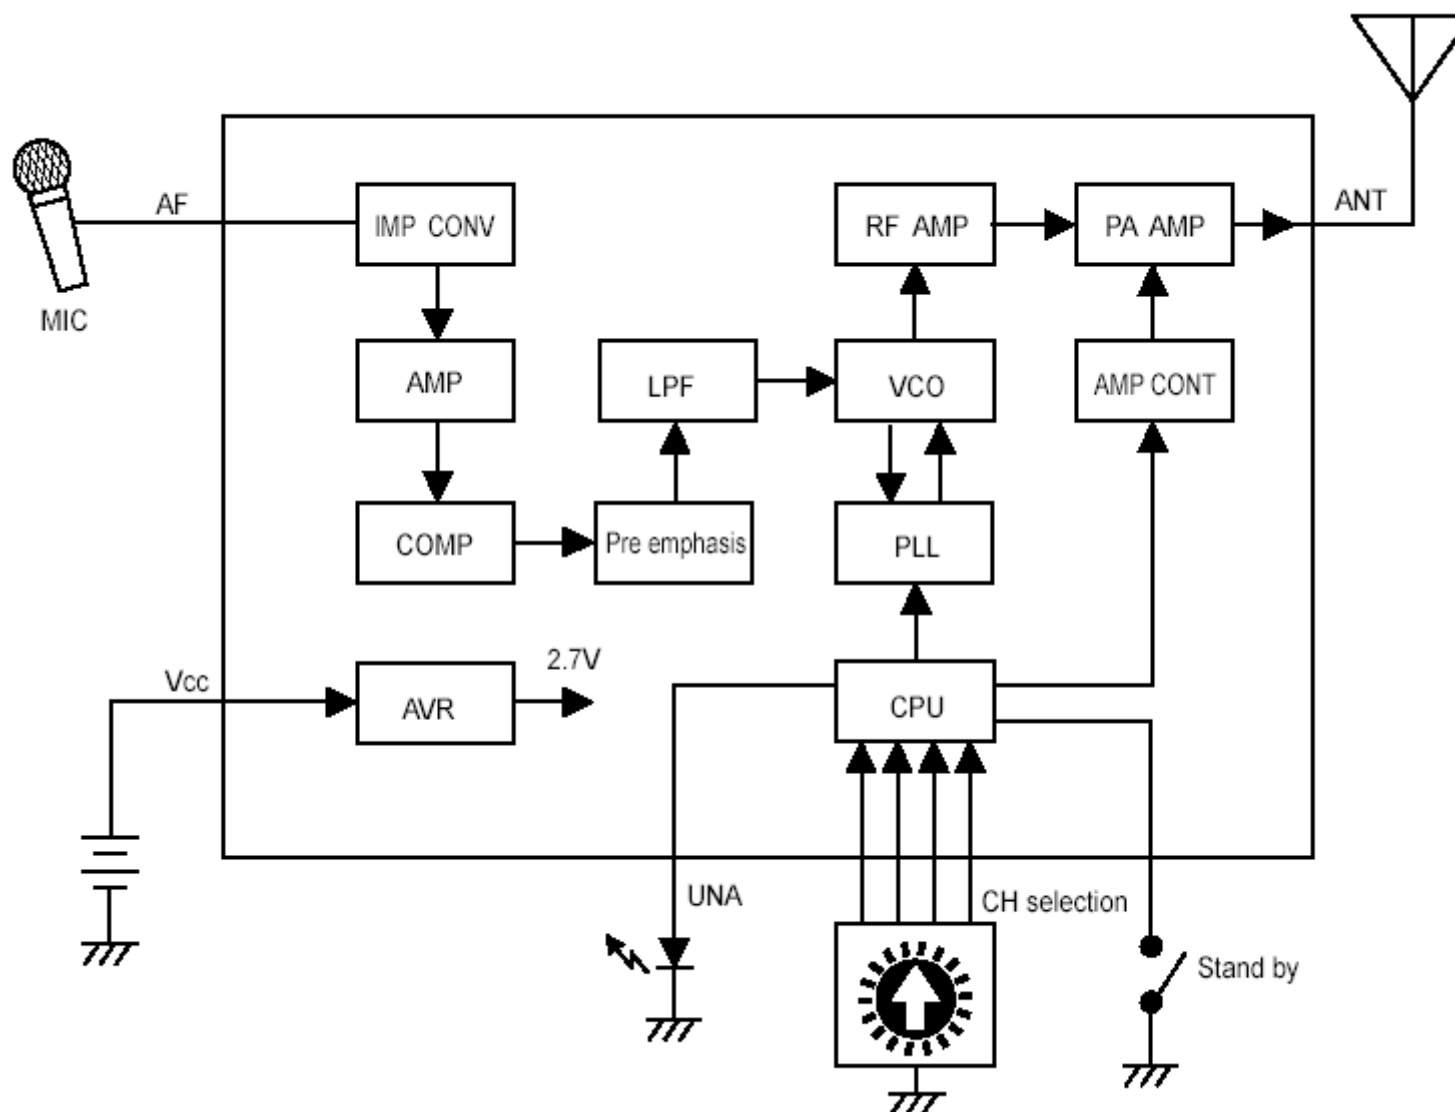 ANT
AF
IMP CONV
RF AMP
PA AMP
MIC
AMP
LPF
VCO
AMP CONT
COMP
Pre emphasis
PLL
2.7V
Vcc
AVR
CPU
UNA
CH selection
Stand by